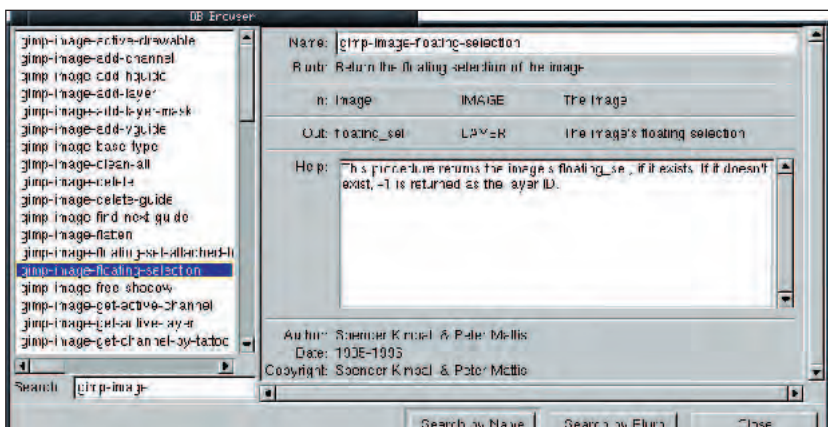 DB Browser
gimp-image-active-drawable
gimp-image-add-channel
gimp-image-add-hguide
gimp-image-add-layer
gimp-image-add-layer-mask
gimp-image-add-vguide
gimp-image-base-type
gimp-image-clean-all
gimp-image-delete
gimp-image-delete-guide
gimp-image-find-next-guide
gimp-image-flatten
gimp-image-floating-sel-attached-t
gimp-image-floating-selection
gimp-image-free-shadow
gimp-image-get-active-channel
gimp-image-get-active-layer
gimp-image-get-channel-by-tattoo
Search: gimp-image
Name: gimp-image-floating-selection
Blurb: Return the floating selection of the image
In: image IMAGE The image
Out: floating_sel LAYER The image's floating selection
Help: This procedure returns the image's floating_sel, if it exists. If it doesn't
exist, -1 is returned as the layer ID.
Author: Spencer Kimball & Peter Mattis
Date: 1995-1996
Copyright: Spencer Kimball & Peter Mattis
Search by Name Search by Blurb Close